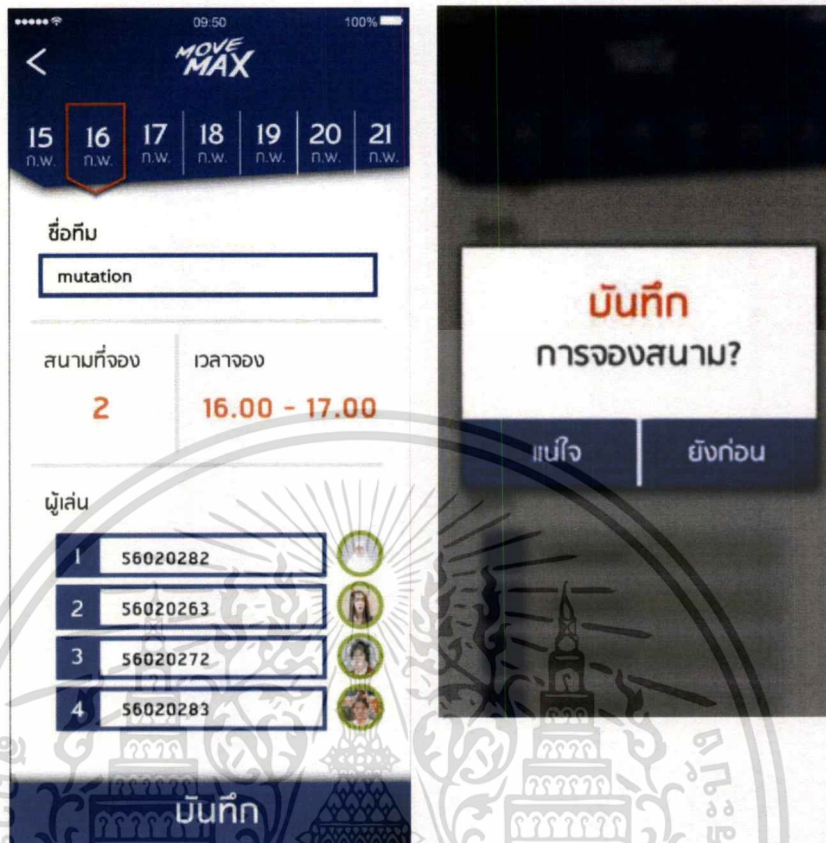 09:50
100%
MOVE
MAX
15 16 17 18 19 20 21
ก.พ. ก.พ. ก.พ. ก.พ. ก.พ. ก.พ. ก.พ.
ชื่อทีม
mutation
สนามที่จอง เวลาจอง
2 16.00 - 17.00
ผู้เล่น
1 56020282
2 56020263
3 56020272
4 56020283
บันทึก
บันทึก
การจองสนาม?
แน่ใจ ยังก่อน